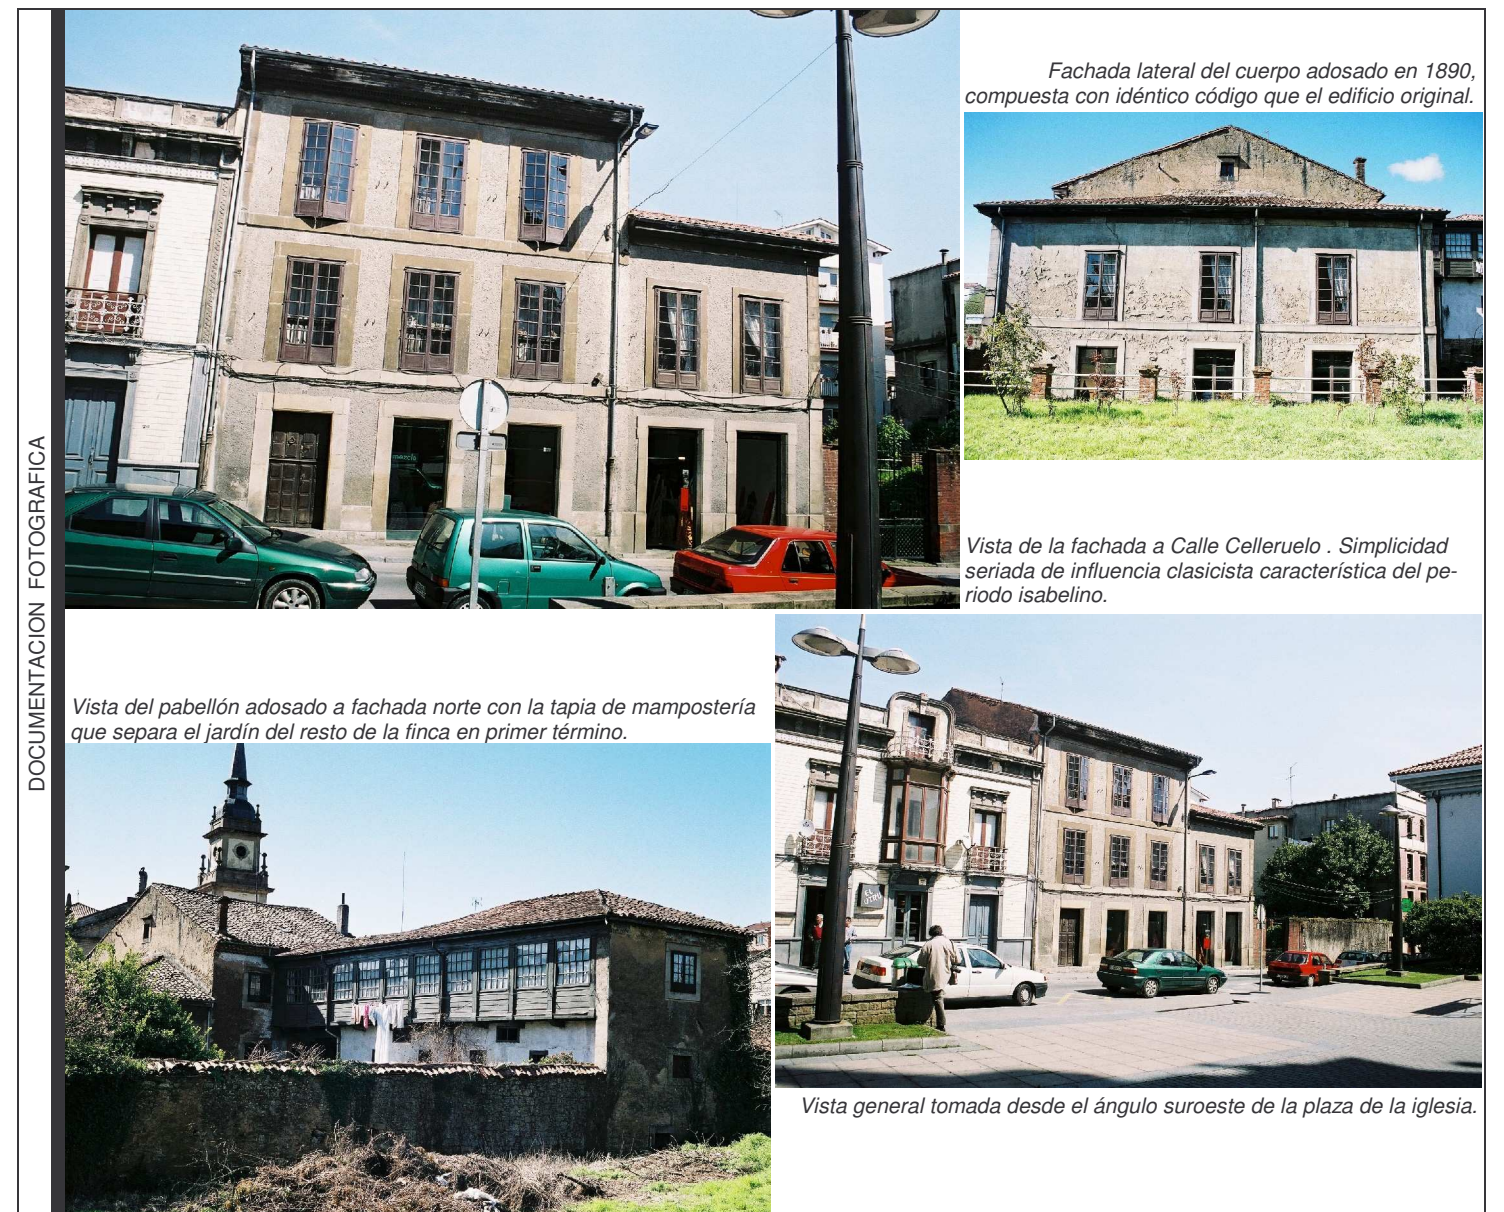 DOCUMENTACION FOTOGRAFICA
Fachada lateral del cuerpo adosado en 1890,
compuesta con idéntico código que el edificio original.
Vista de la fachada a Calle Celleruelo . Simplicidad
seriada de influencia clasicista característica del pe-
riodo isabelino.
Vista del pabellón adosado a fachada norte con la tapia de mampostería
que separa el jardín del resto de la finca en primer término.
Vista general tomada desde el ángulo suroeste de la plaza de la iglesia.